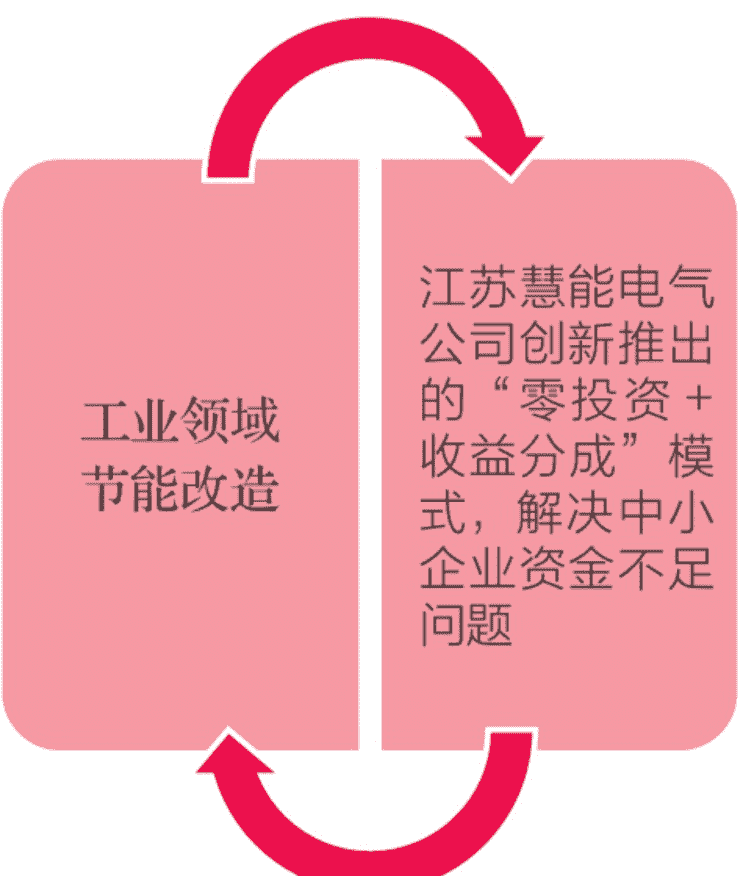 工业领域
节能改造
江苏慧能电气
公司创新推出
的“零投资+
收益分成”模
式，解决中小
企业资金不足
问题